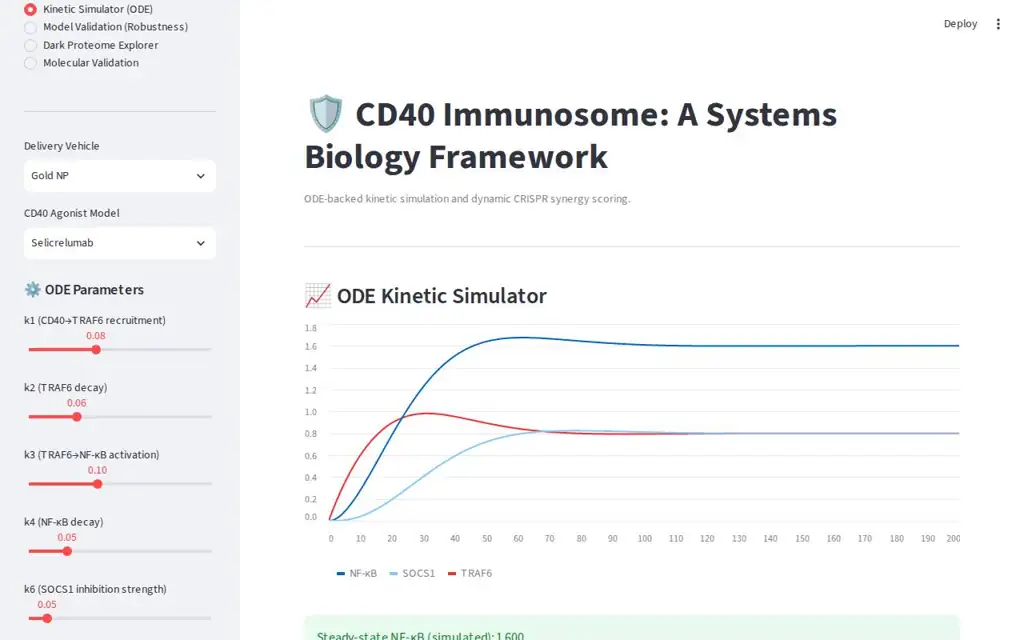 Kinetic Simulator (ODE)
Model Validation (Robustness)
Dark Proteome Explorer
Molecular Validation
Delivery Vehicle
Gold NP
CD40 Agonist Model
Selicrelumab
ODE Parameters
k1 (CD40→TRAF6 recruitment)
0.08
k2 (TRAF6 decay)
0.06
k3 (TRAF6→NF-κB activation)
0.10
k4 (NF-κB decay)
0.05
k6 (SOCS1 inhibition strength)
0.05
Deploy
CD40 Immunosome: A Systems
Biology Framework
ODE-backed kinetic simulation and dynamic CRISPR synergy scoring.
ODE Kinetic Simulator
1.8
1.6
1.4
1.2
1.0
0.8
0.6
0.4
0.2
0.0
0 10 20 30 40 50 60 70 80 90 100 110 120 130 140 150 160 170 180 190 200
NF-κB SOCS1 TRAF6
Steady-state NF-κB (simulated): 1.600